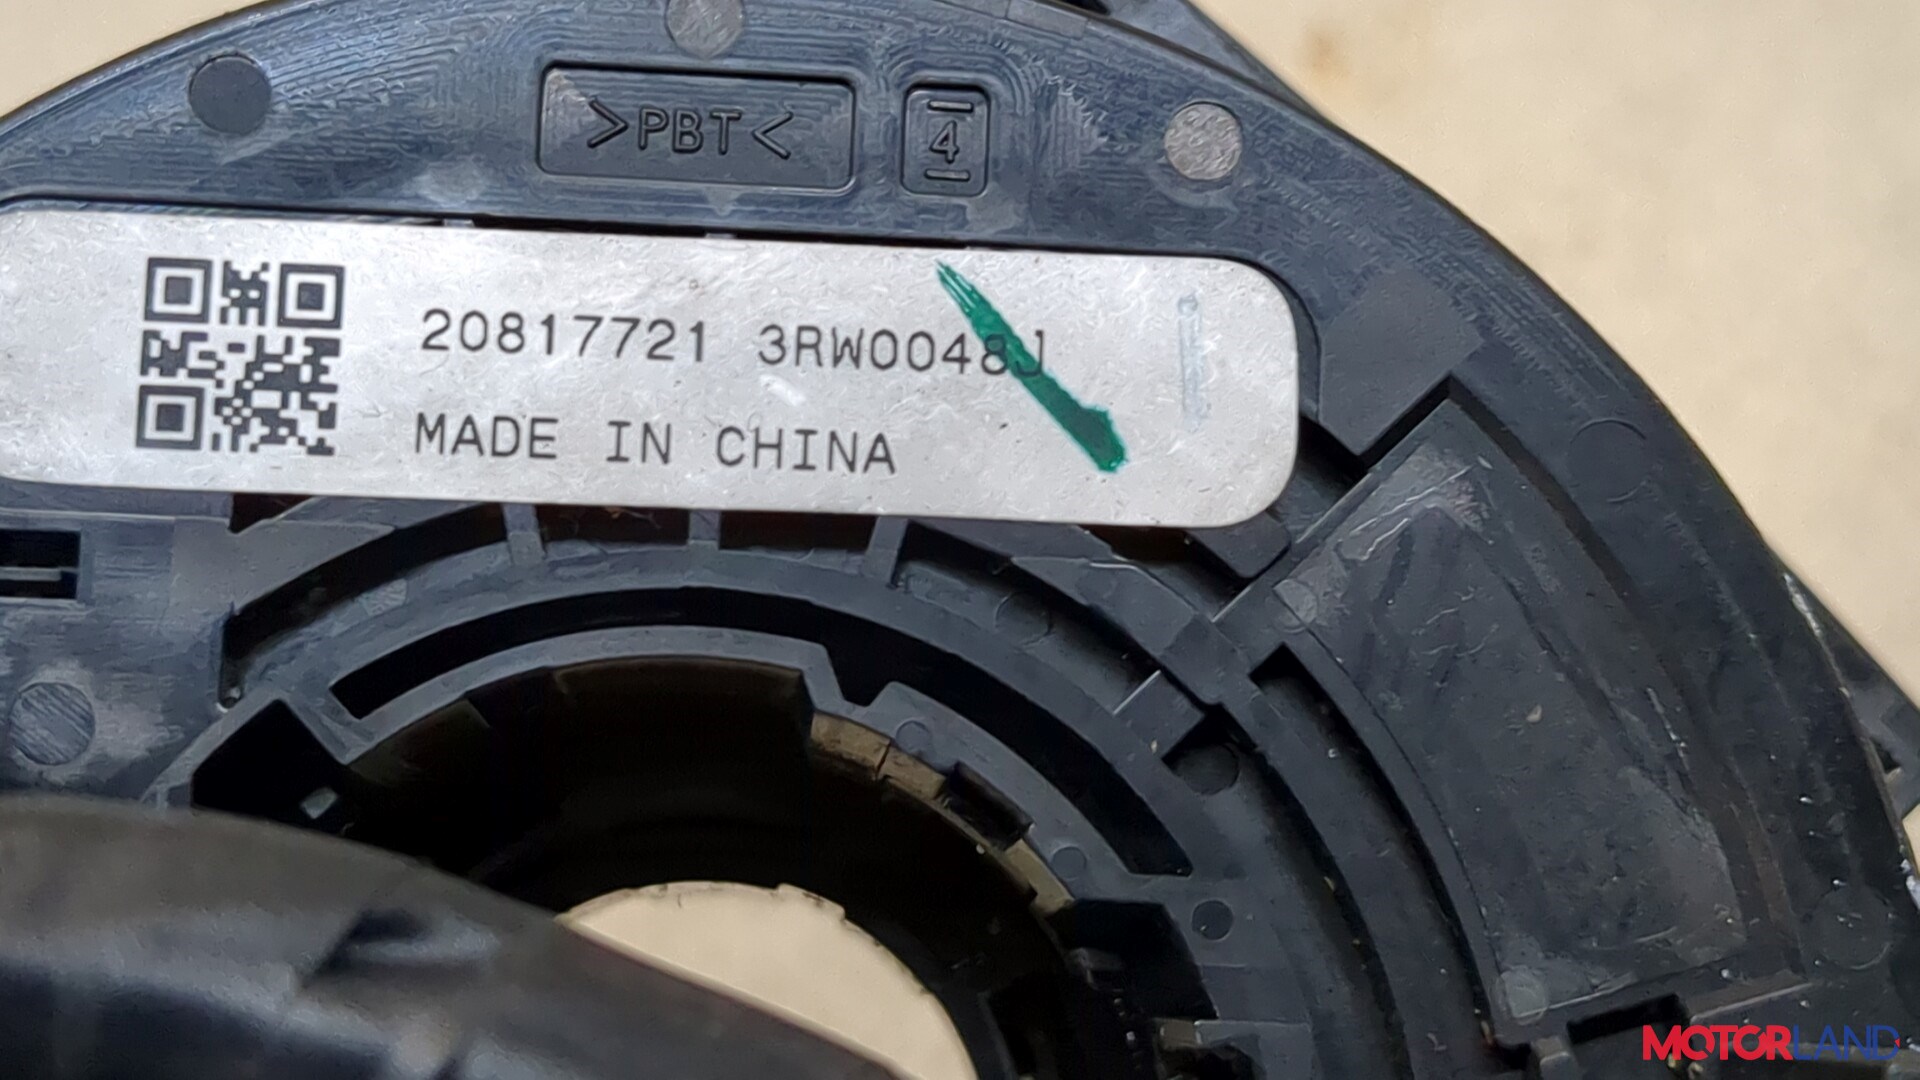 >PBT<
4
20817721 3RW0048J
MADE IN CHINA
MOTORLAND